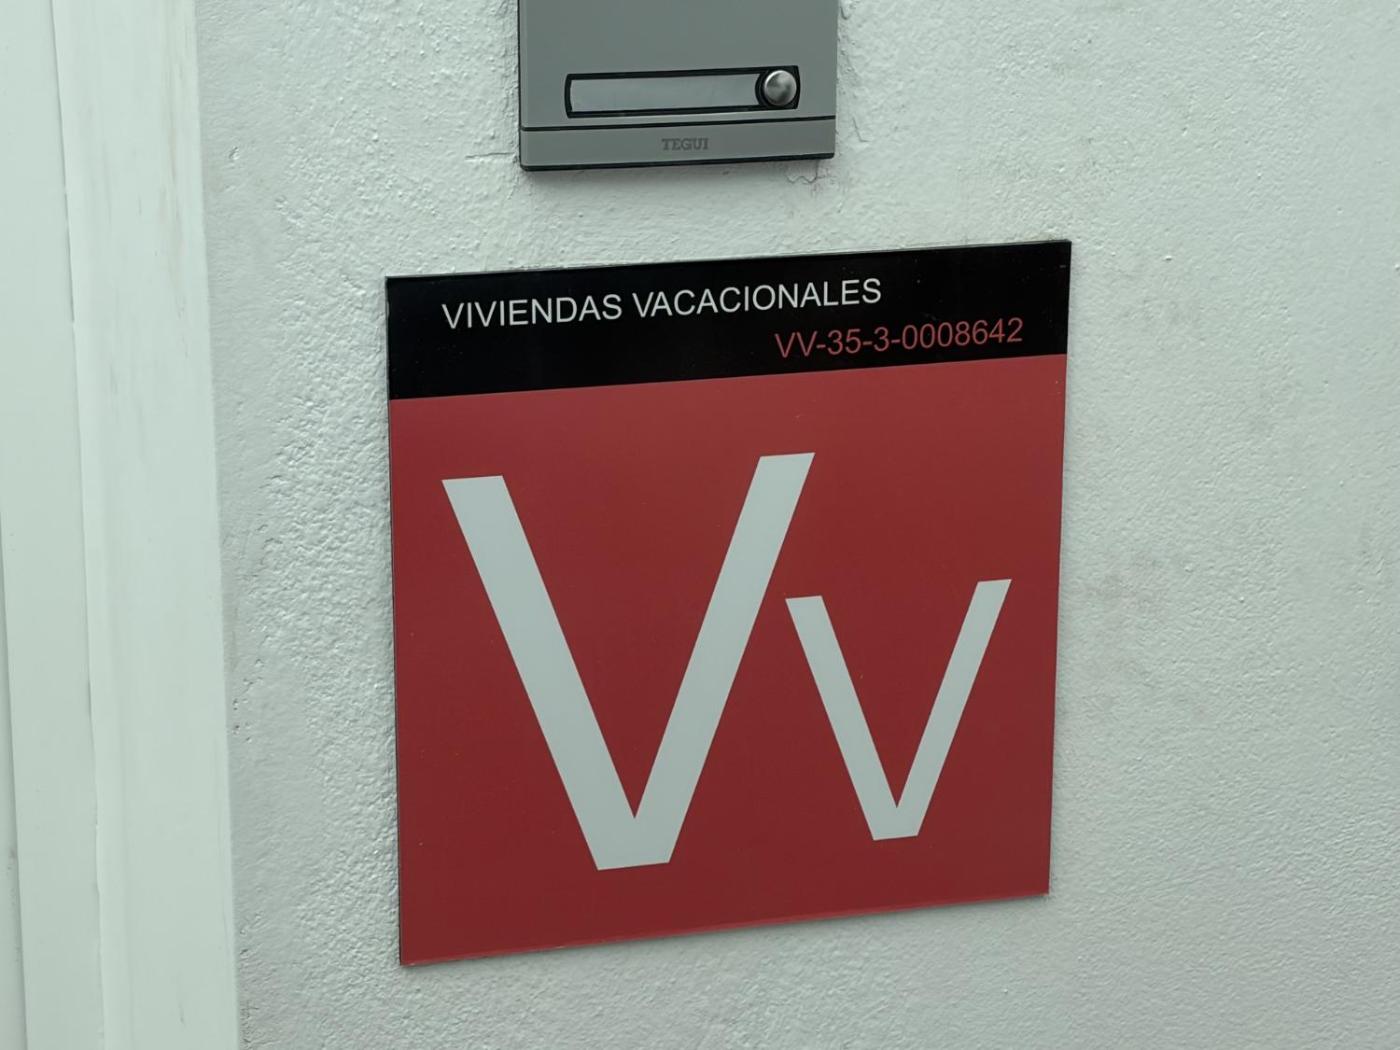 TEGUI
VIVIENDAS VACACIONALES
VV-35-3-0008642
Vv